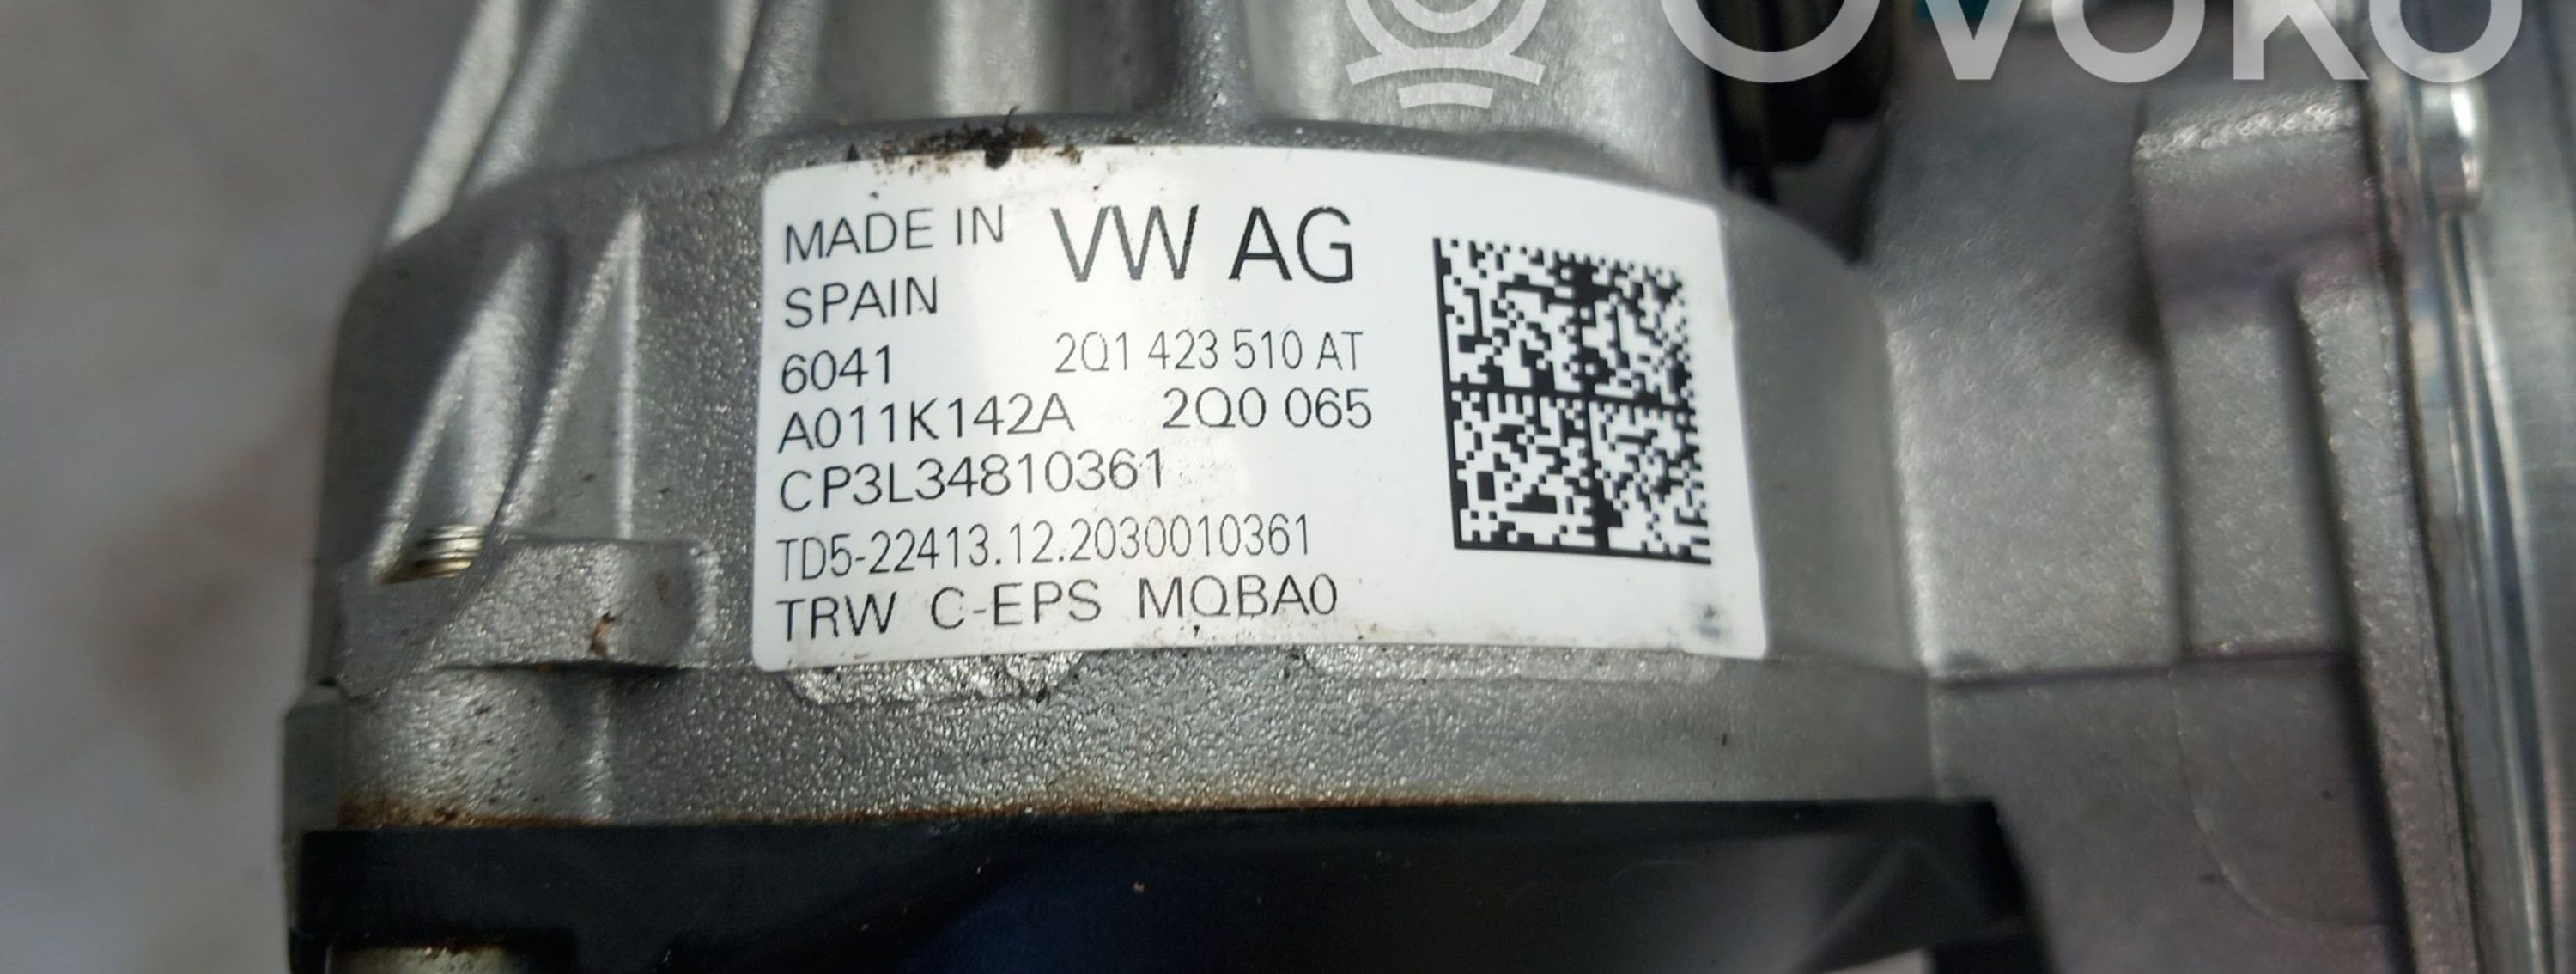 OVOKO
MADE IN VW AG
SPAIN
6041 2Q1 423 510 AT
A011K142A 2Q0 065
CP3L34810361
TD5-22413.12.2030010361
TRW C-EPS MQBA0